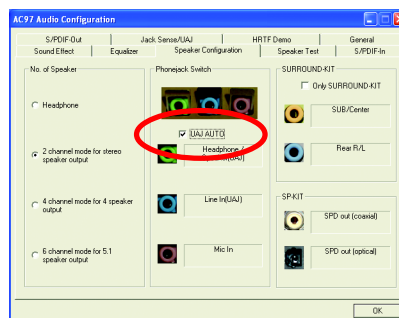 AC97 Audio Configuration
S/PDIF-Out
Jack Sense/UAJ
HRTF Demo
General
Sound Effect
Equalizer
Speaker Configuration
Speaker Test
S/PDIF-In
No. of Speaker
Headphone
2 channel mode for stereo
speaker output
4 channel mode for 4 speaker
output
6 channel mode for 5.1
speaker output
Phonejack Switch
UAJ AUTO
Headphone /
Line In(UAJ)
Mic In
SURROUND-KIT
Only SURROUND-KIT
SUB/Center
Rear R/L
SP-KIT
SPD out (coaxial)
SPD out (optical)
OK